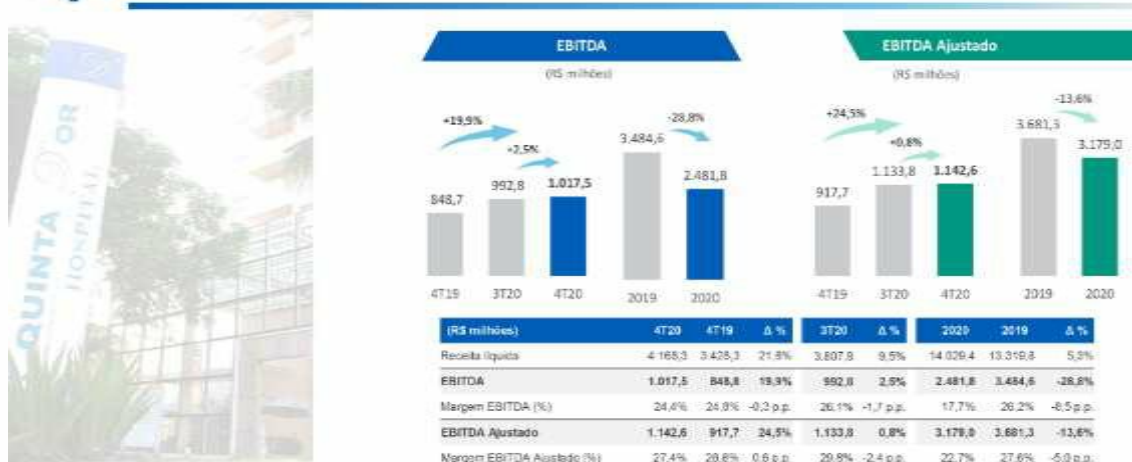 QUINTA D'OR
HOSPITAL
EBITDA
(R$ milhões)
+19,9%
+2,5%
-28,8%
848,7
992,8
1.017,5
3.484,6
2.481,8
4T19
3T20
4T20
2019
2020
EBITDA Ajustado
(R$ milhões)
+24,5%
+0,8%
-13,6%
917,7
1.133,8
1.142,6
3.681,3
3.179,0
4T19
3T20
4T20
2019
2020
(R$ milhões) 4T20 4T19 Δ % 3T20 Δ % 2020 2019 Δ %
Receita líquida 4.168,3 3.428,3 21,6% 3.807,9 9,5% 14.029,4 13.319,8 5,3%
EBITDA 1.017,5 848,8 19,9% 992,8 2,5% 2.481,8 3.484,6 -28,8%
Margem EBITDA (%) 24,4% 24,8% -0,3 p.p. 26,1% -1,7 p.p. 17,7% 26,2% -8,5 p.p.
EBITDA Ajustado 1.142,6 917,7 24,5% 1.133,8 0,8% 3.179,0 3.681,3 -13,6%
Margem EBITDA Ajustado (%) 27,4% 26,8% 0,6 p.p. 29,8% -2,4 p.p. 22,7% 27,6% -5,0 p.p.